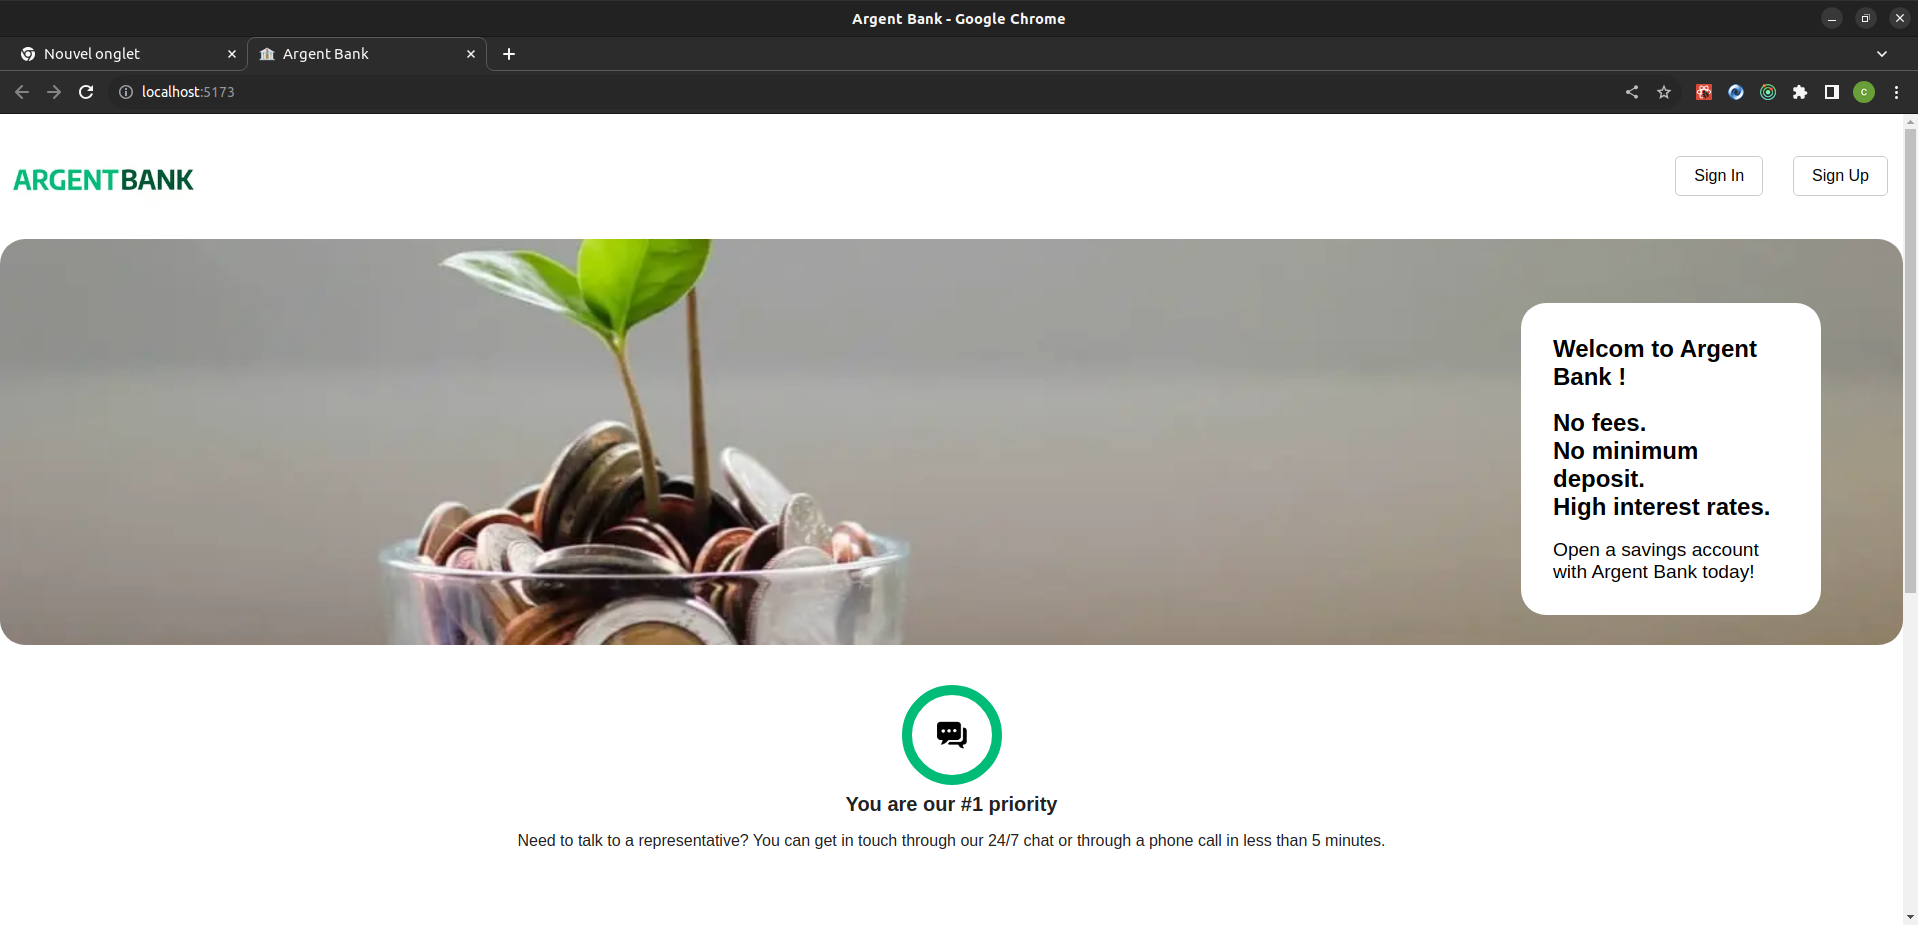 Argent Bank - Google Chrome
Nouvel onglet
Argent Bank
localhost:5173
c
ARGENTBANK
Sign In
Sign Up
Welcom to Argent
Bank !
No fees.
No minimum
deposit.
High interest rates.
Open a savings account
with Argent Bank today!
You are our #1 priority
Need to talk to a representative? You can get in touch through our 24/7 chat or through a phone call in less than 5 minutes.